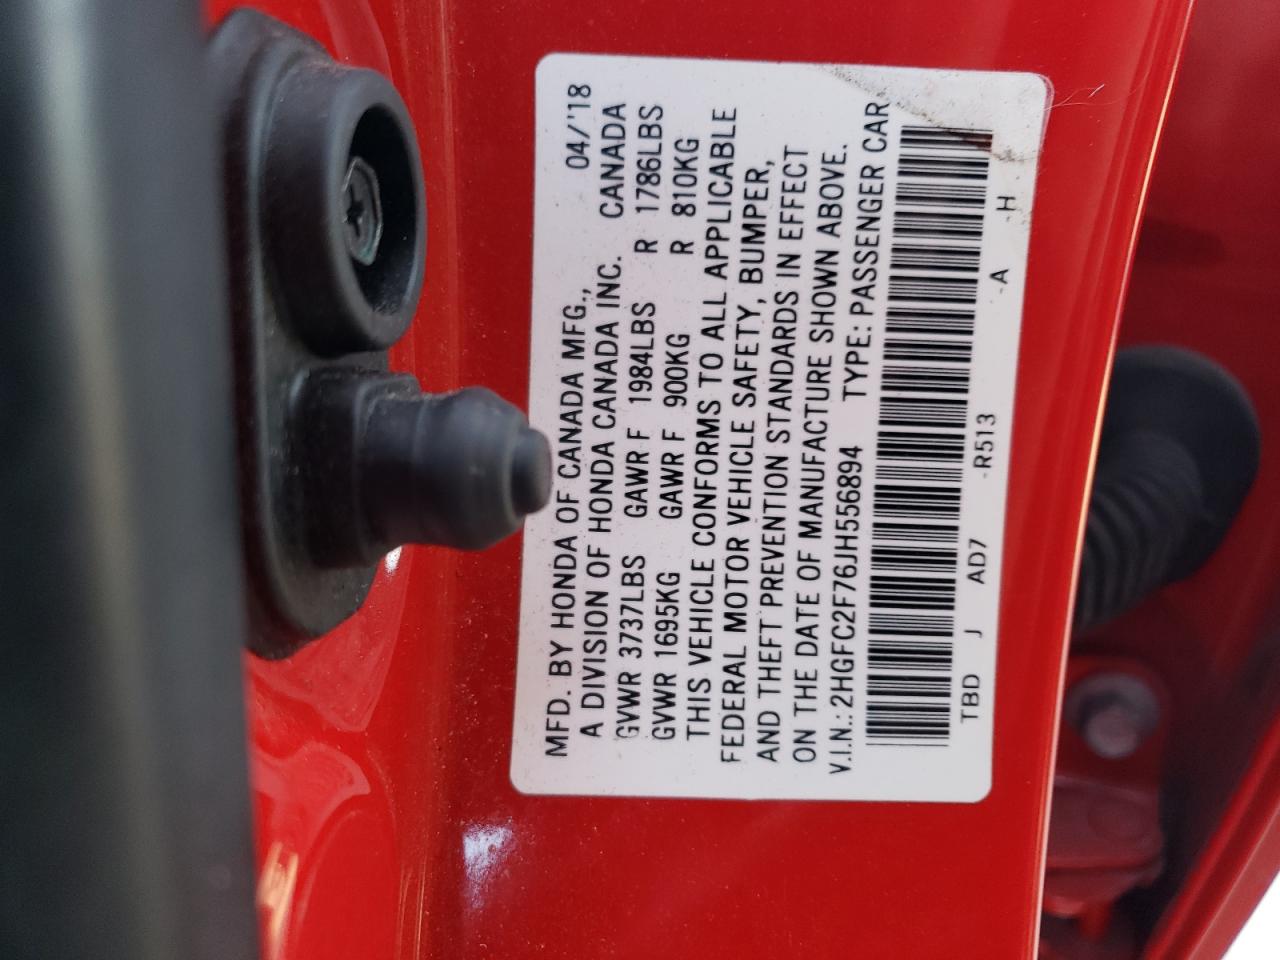 MFD. BY HONDA OF CANADA MFG., 04/'18
A DIVISION OF HONDA CANADA INC. CANADA
GVWR 3737LBS GAWR F 1984LBS R 1786LBS
GVWR 1695KG GAWR F 900KG R 810KG
THIS VEHICLE CONFORMS TO ALL APPLICABLE
FEDERAL MOTOR VEHICLE SAFETY, BUMPER,
AND THEFT PREVENTION STANDARDS IN EFFECT
ON THE DATE OF MANUFACTURE SHOWN ABOVE.
V.I.N.: 2HGFC2F76JH556894 TYPE: PASSENGER CAR
TBD J AD7 -R513 -A -H